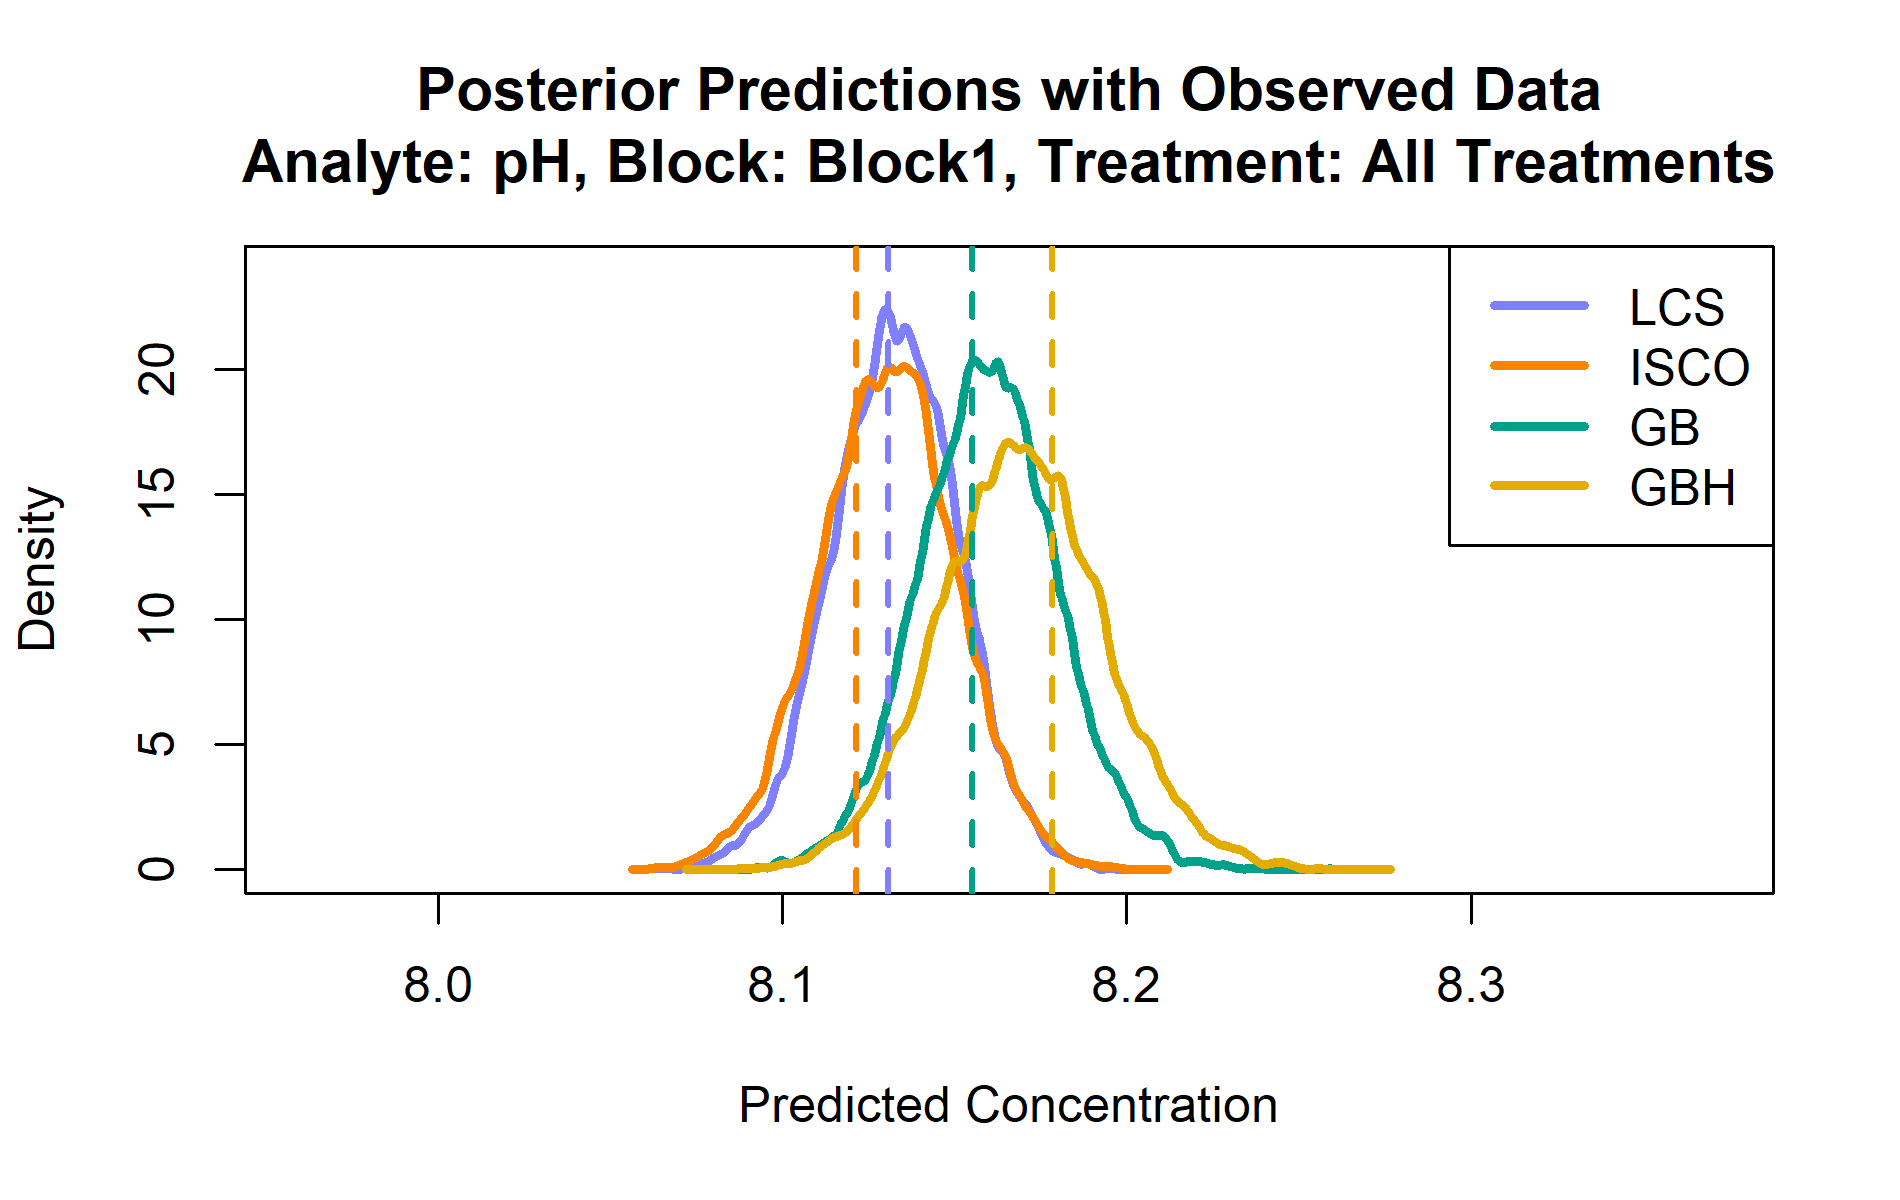 Posterior Predictions with Observed Data
Analyte: pH, Block: Block1, Treatment: All Treatments
LCS
ISCO
GB
GBH
Density
20
15
10
5
0
8.0
8.1
8.2
8.3
Predicted Concentration